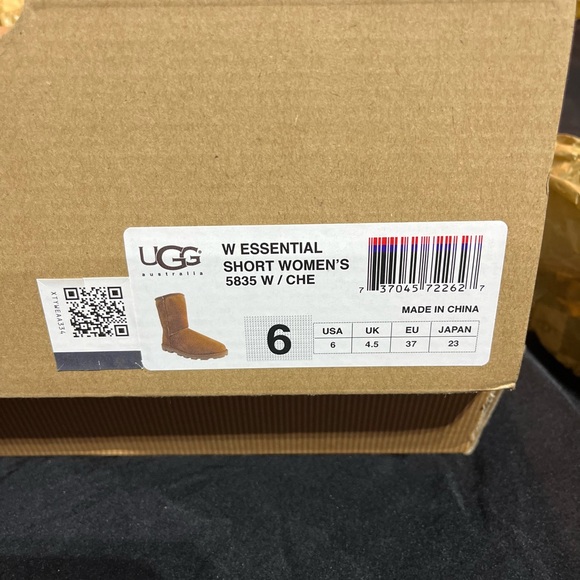 UGG®
australia
W ESSENTIAL
SHORT WOMEN'S
5835 W / CHE
7 37045 72262 7
MADE IN CHINA
6
USA UK EU JAPAN
6 4.5 37 23
XTYWEAA334